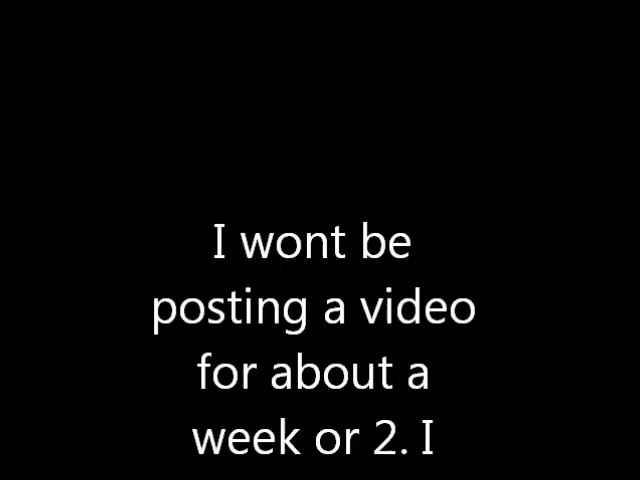 I wont be
posting a video
for about a
week or 2. I